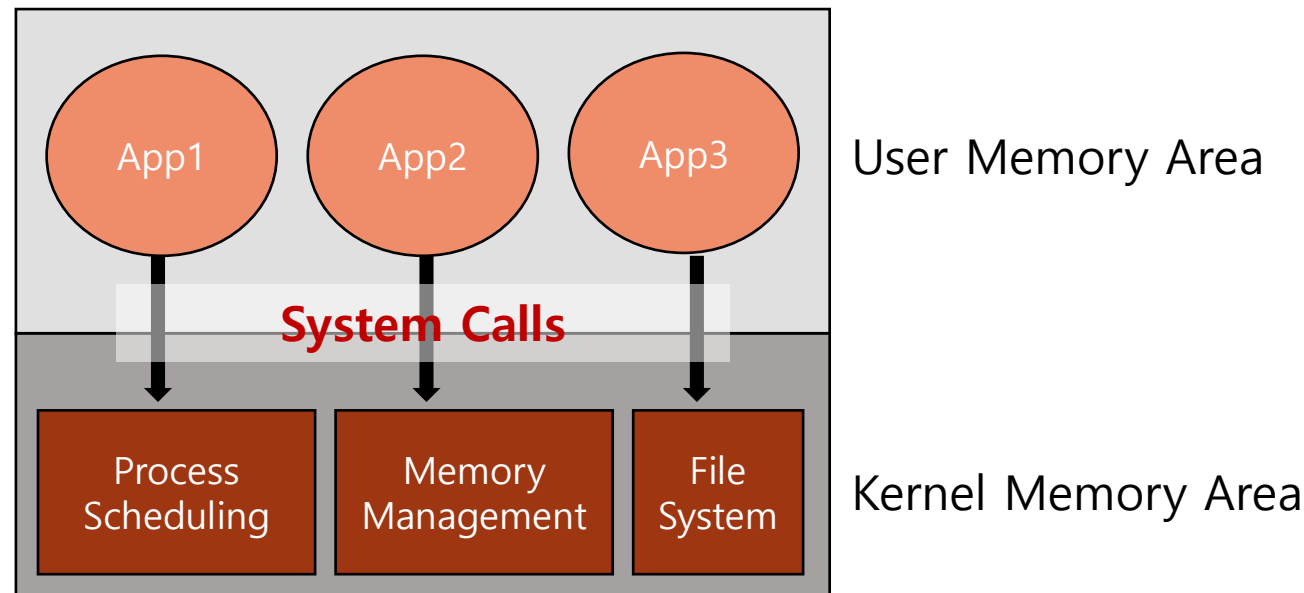 App1
App2
App3
User Memory Area
System Calls
Process
Scheduling
Memory
Management
File
System
Kernel Memory Area